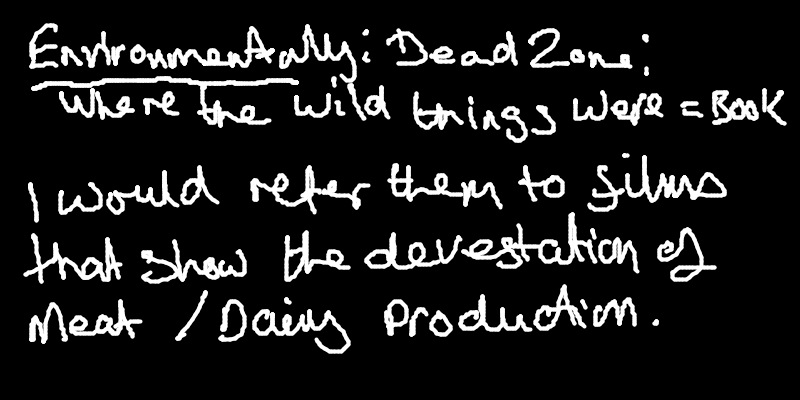 Environmentally: Dead Zone:
where the wild things were = Book
I would refer them to films
that show the devestation of
Meat / Dairy production.